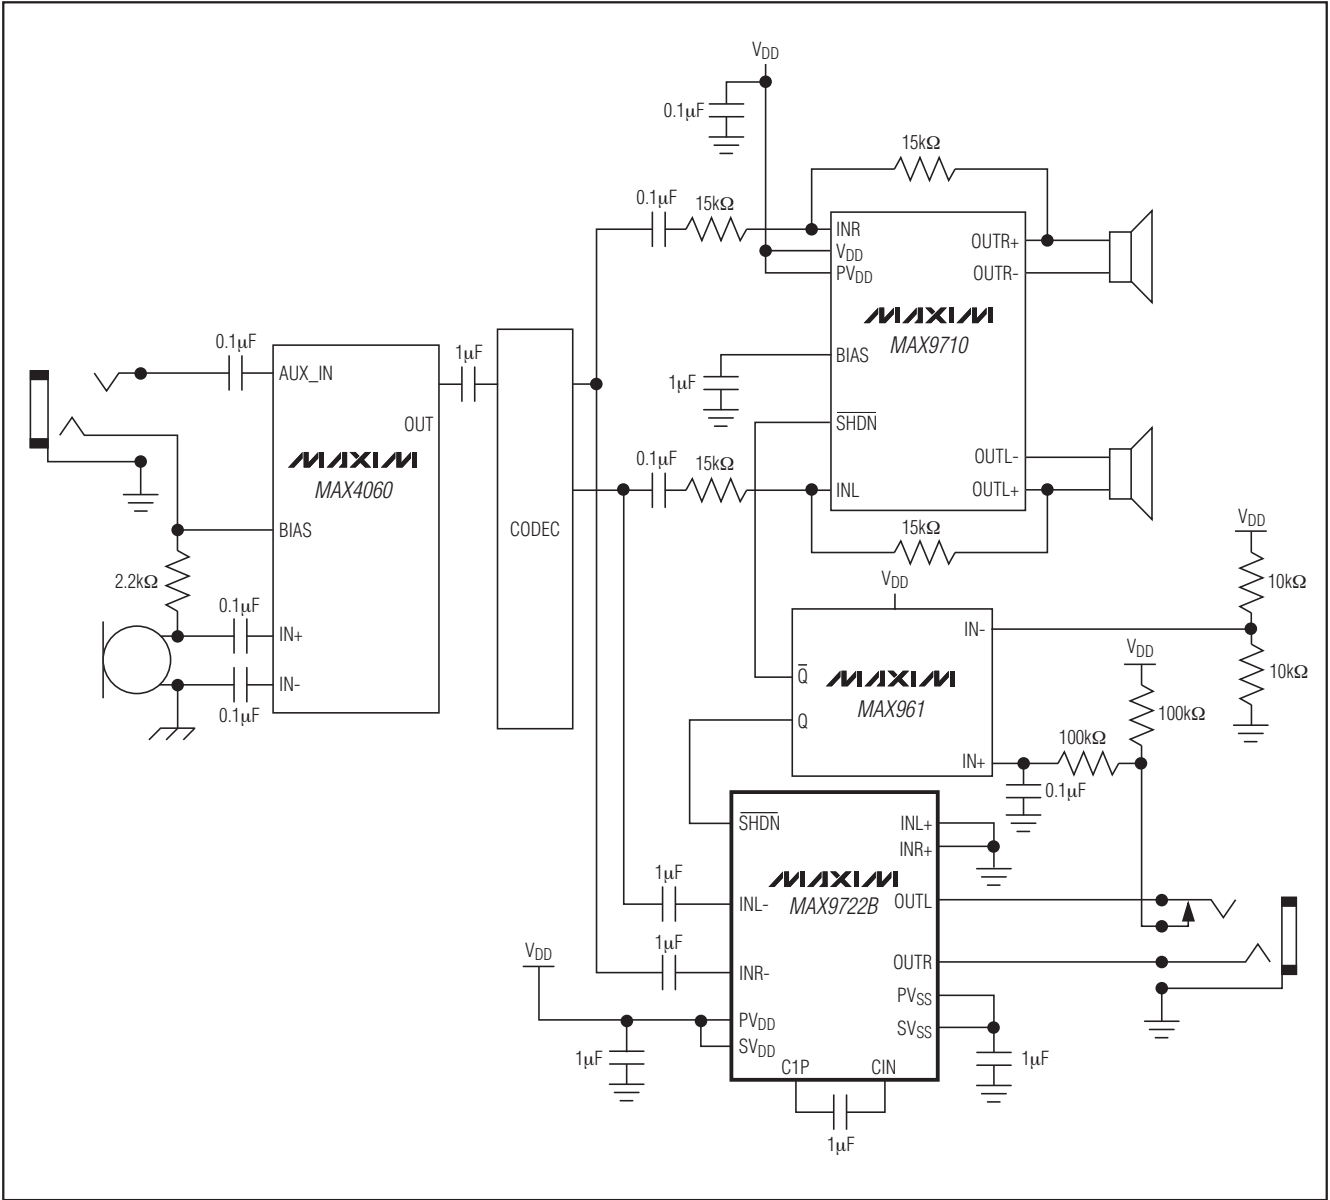 VDD
0.1µF
15kΩ
0.1µF
15kΩ
INR
VDD
PVDD
OUTR+
OUTR-
MAXIM
MAX9710
BIAS
1µF
SHDN
OUTL-
OUTL+
INL
0.1µF
15kΩ
15kΩ
0.1µF
AUX_IN
1µF
OUT
MAXIM
MAX4060
BIAS
2.2kΩ
0.1µF
IN+
IN-
0.1µF
CODEC
VDD
10kΩ
10kΩ
VDD
IN-
Q
MAXIM
MAX961
Q
IN+
VDD
100kΩ
100kΩ
0.1µF
SHDN
INL+
INR+
MAXIM
MAX9722B
1µF
INL-
OUTL
1µF
INR-
OUTR
VDD
PVDD
SVDD
1µF
PVSS
SVSS
1µF
C1P
CIN
1µF